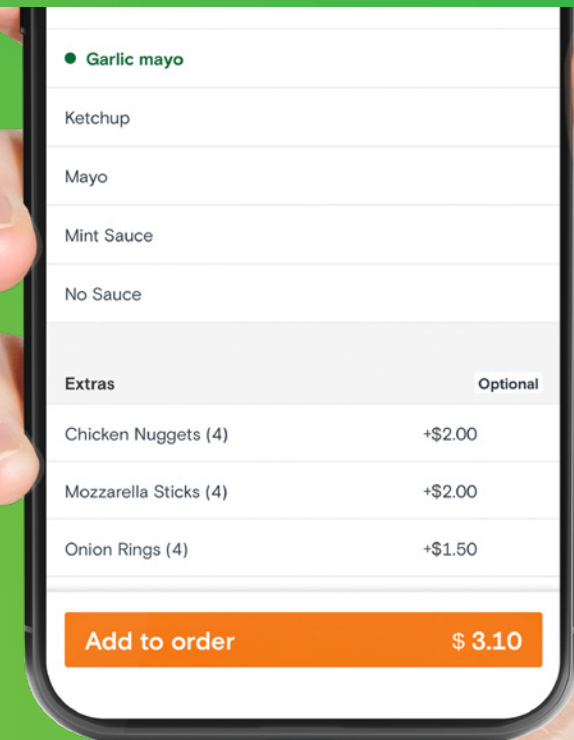 Garlic mayo
Ketchup
Mayo
Mint Sauce
No Sauce
Extras Optional
Chicken Nuggets (4) +$2.00
Mozzarella Sticks (4) +$2.00
Onion Rings (4) +$1.50
Add to order $ 3.10